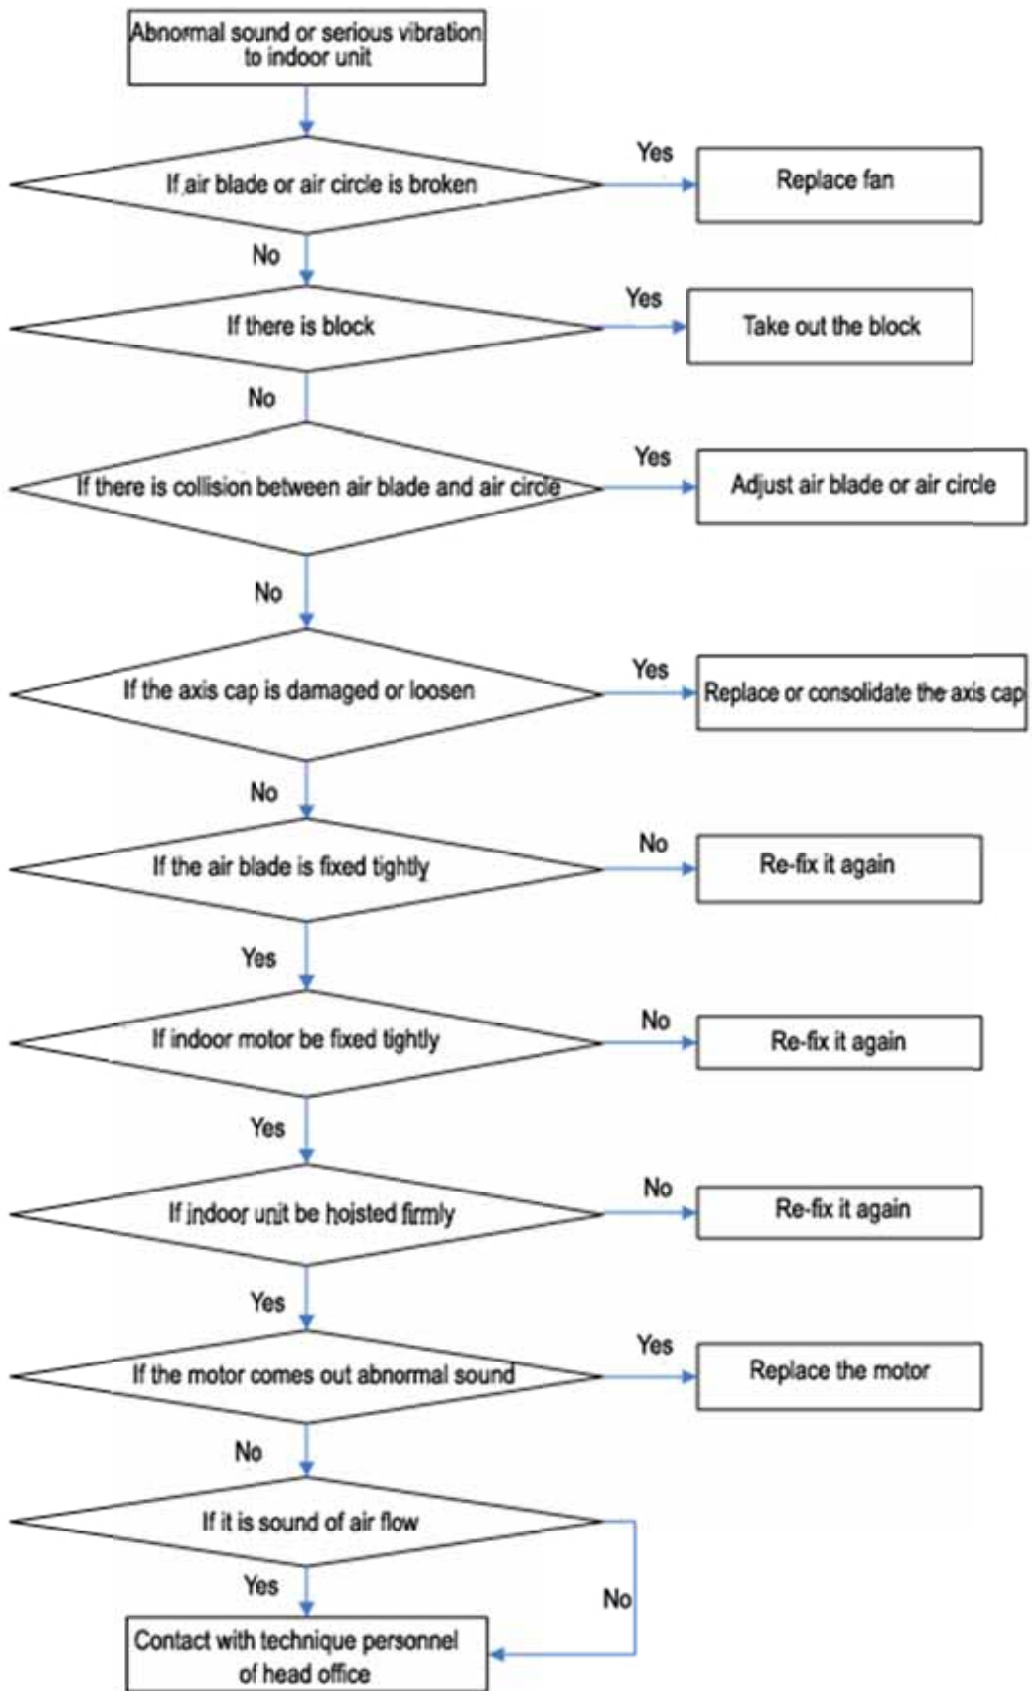 Abnormal sound or serious vibration
to indoor unit
If air blade or air circle is broken
Yes
Replace fan
No
If there is block
Yes
Take out the block
No
If there is collision between air blade and air circle
Yes
Adjust air blade or air circle
No
If the axis cap is damaged or loosen
Yes
Replace or consolidate the axis cap
No
If the air blade is fixed tightly
No
Re-fix it again
Yes
If indoor motor be fixed tightly
No
Re-fix it again
Yes
If indoor unit be hoisted firmly
No
Re-fix it again
Yes
If the motor comes out abnormal sound
Yes
Replace the motor
No
If it is sound of air flow
Yes
No
Contact with technique personnel
of head office